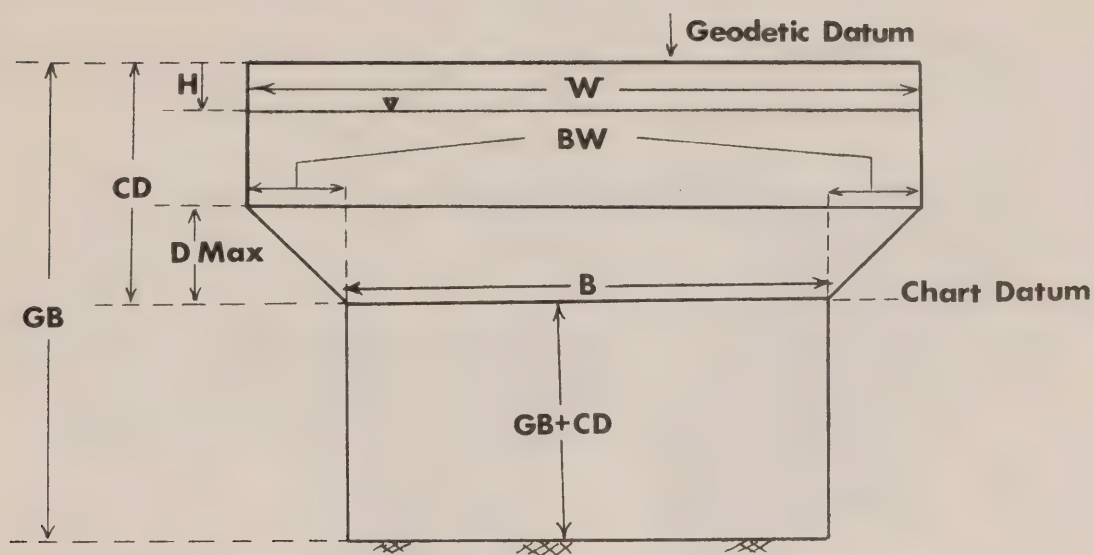 Geodetic Datum
H
W
BW
CD
D Max
B
Chart Datum
GB
GB+CD